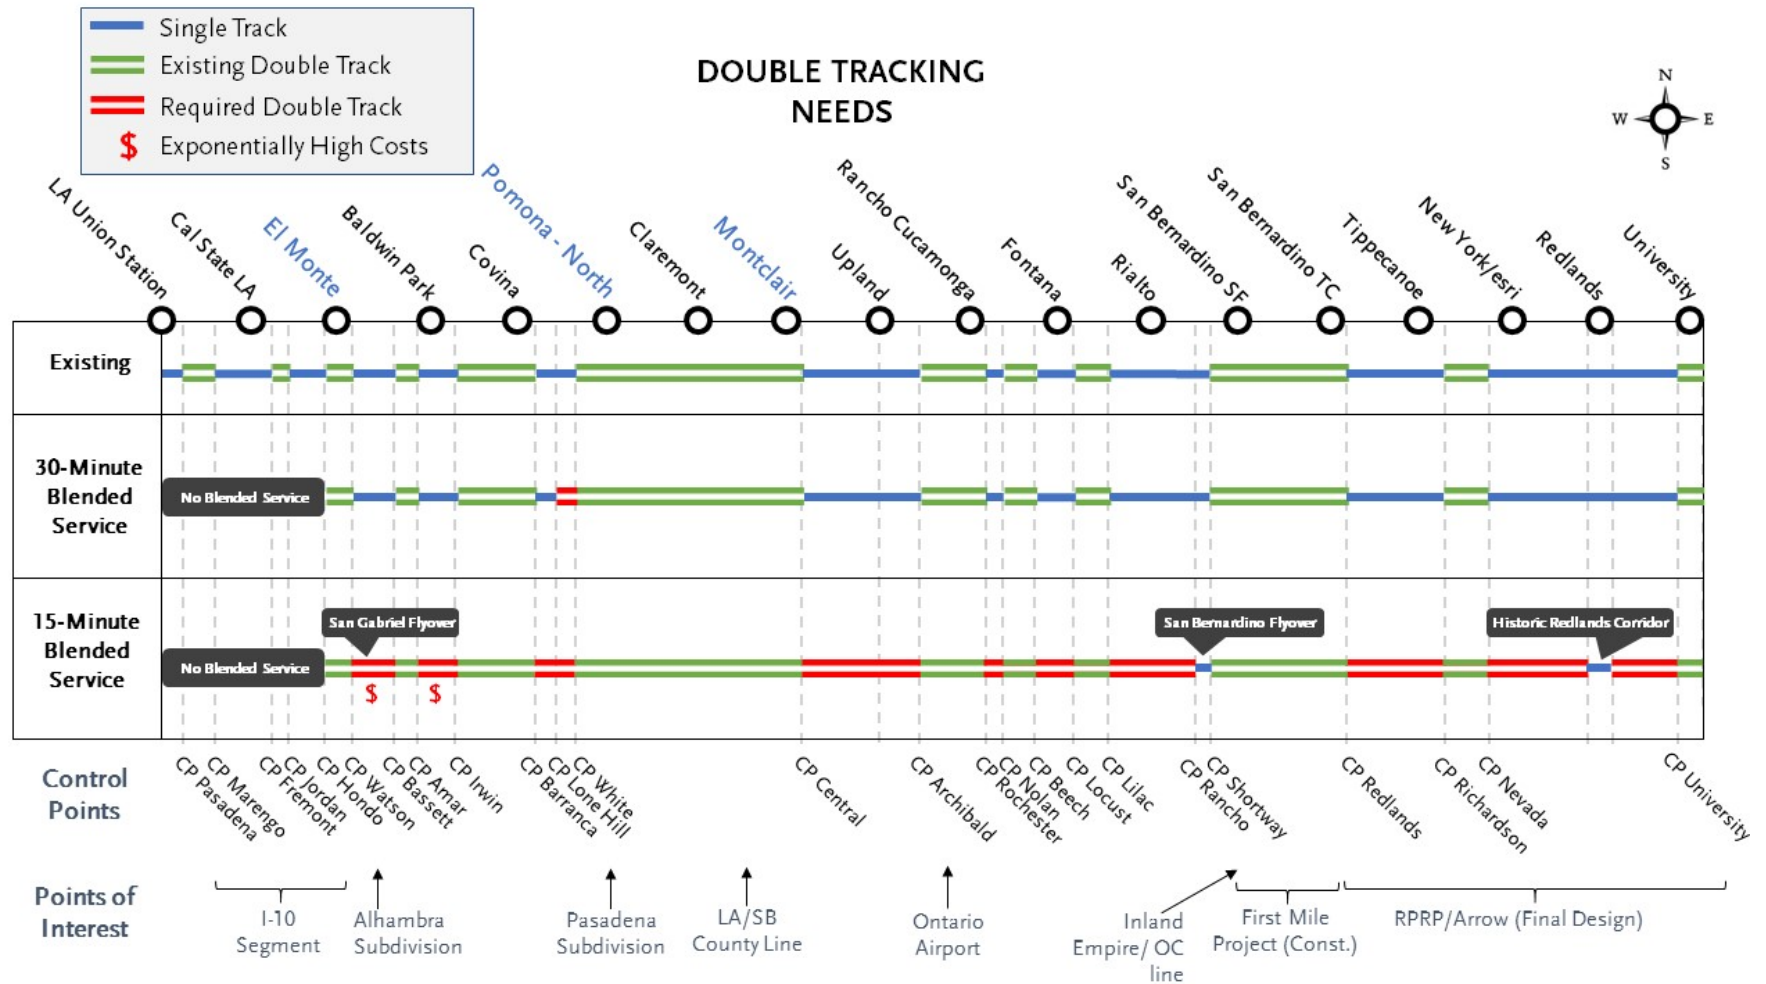 Single Track
Existing Double Track
Required Double Track
$ Exponentially High Costs
DOUBLE TRACKING
NEEDS
N
W
E
S
LA Union Station
Cal State LA
El Monte
Baldwin Park
Covina
Pomona - North
Claremont
Montclair
Upland
Rancho Cucamonga
Fontana
Rialto
San Bernardino SF
San Bernardino TC
Tippecanoe
New York/esri
Redlands
University
Existing
30-Minute
Blended
Service
No Blended Service
15-Minute
Blended
Service
No Blended Service
San Gabriel Flyover
San Bernardino Flyover
Historic Redlands Corridor
$
$
Control
Points
CP Pasadena
CP Marengo
CP Fremont
CP Jordan
CP Hondo
CP Watson
CP Bassett
CP Amar
CP Irwin
CP Barranca
CP Lone Hill
CP White
CP Central
CP Archibald
CP Rochester
CP Nolan
CP Beech
CP Locust
CP Lilac
CP Rancho
CP Shortway
CP Redlands
CP Richardson
CP Nevada
CP University
Points of
Interest
I-10
Segment
Alhambra
Subdivision
Pasadena
Subdivision
LA/SB
County Line
Ontario
Airport
Inland
Empire/ OC
line
First Mile
Project (Const.)
RPRP/Arrow (Final Design)